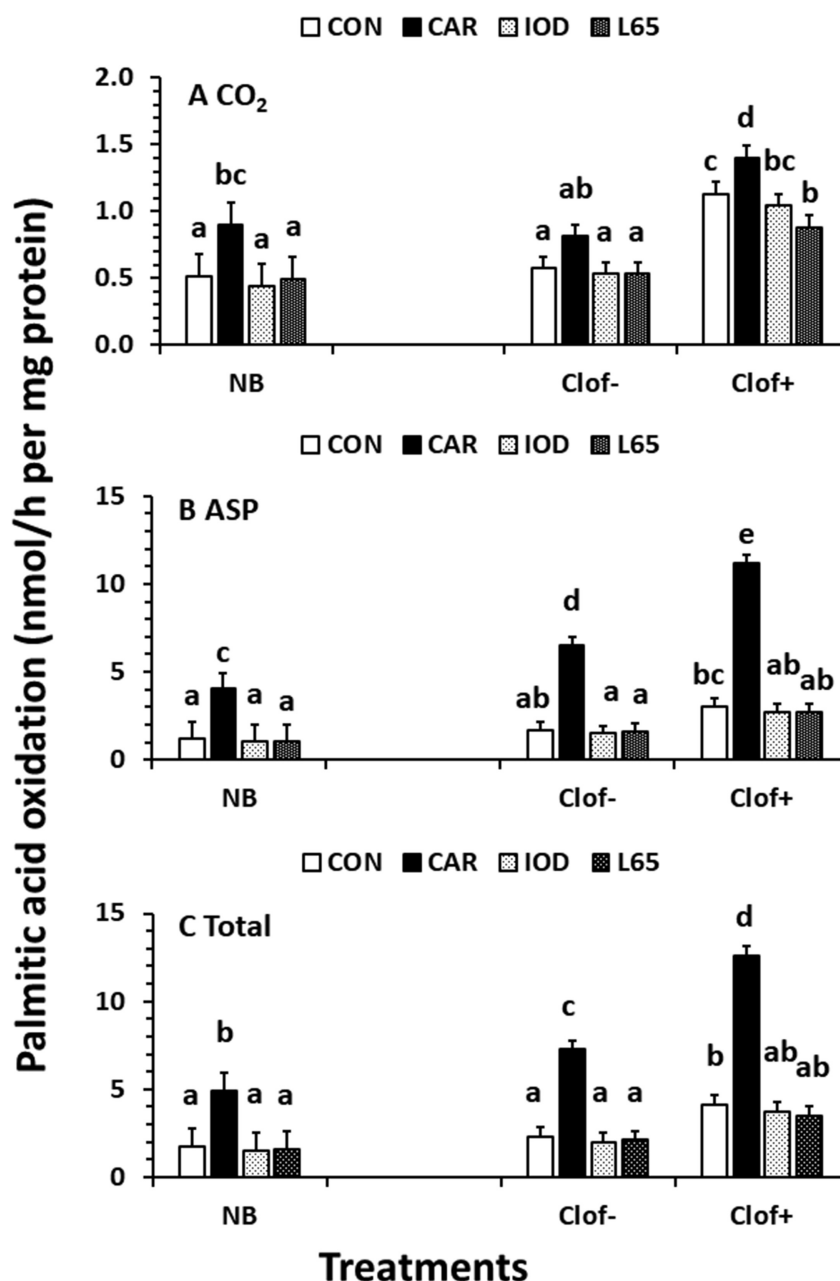 CON CAR IOD L65
A CO₂
2.0
1.5
1.0
0.5
0.0
a bc a a
a ab a a
c d bc b
NB Clof- Clof+
CON CAR IOD L65
B ASP
15
10
5
0
a c a a
ab d a a
bc e ab ab
NB Clof- Clof+
CON CAR IOD L65
C Total
15
10
5
0
a b a a
a c a a
b d ab ab
NB Clof- Clof+
Palmitic acid oxidation (nmol/h per mg protein)
Treatments